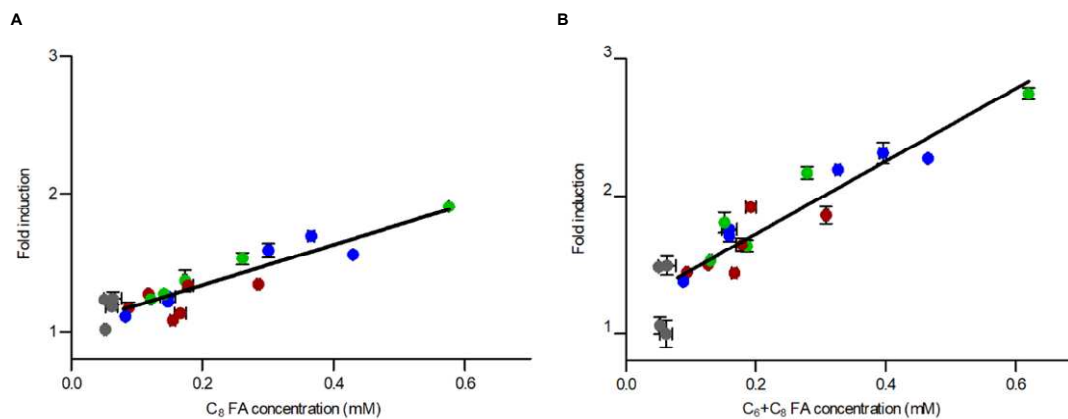 A
3
2
1
Fold induction
0.0
0.2
0.4
0.6
C₈ FA concentration (mM)
B
3
2
1
Fold induction
0.0
0.2
0.4
0.6
C₆+C₈ FA concentration (mM)